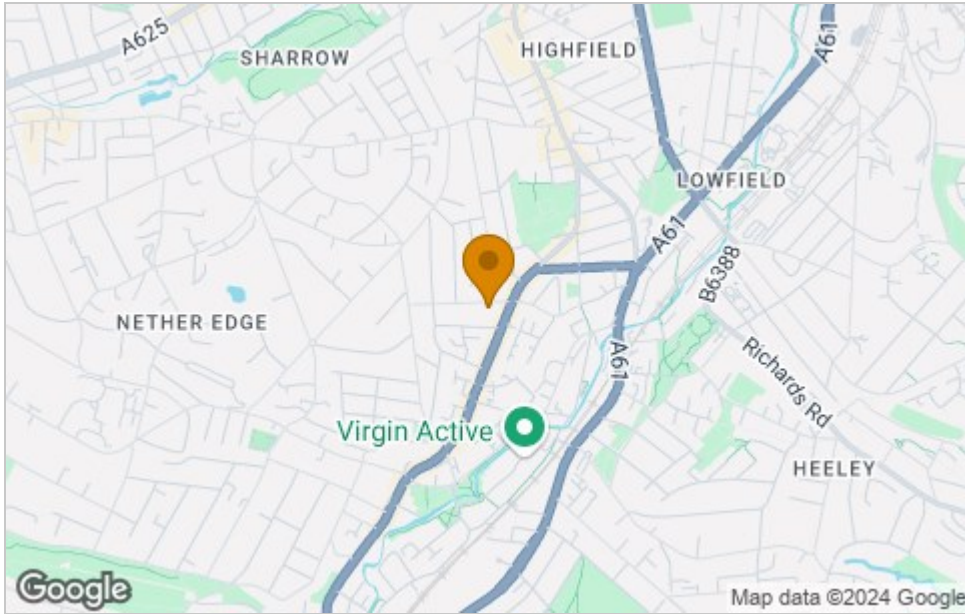 A625
SHARROW
HIGHFIELD
A61
LOWFIELD
A61
B6388
NETHER EDGE
A61
Richards Rd
Virgin Active
HEELEY
Google
Map data ©2024 Google